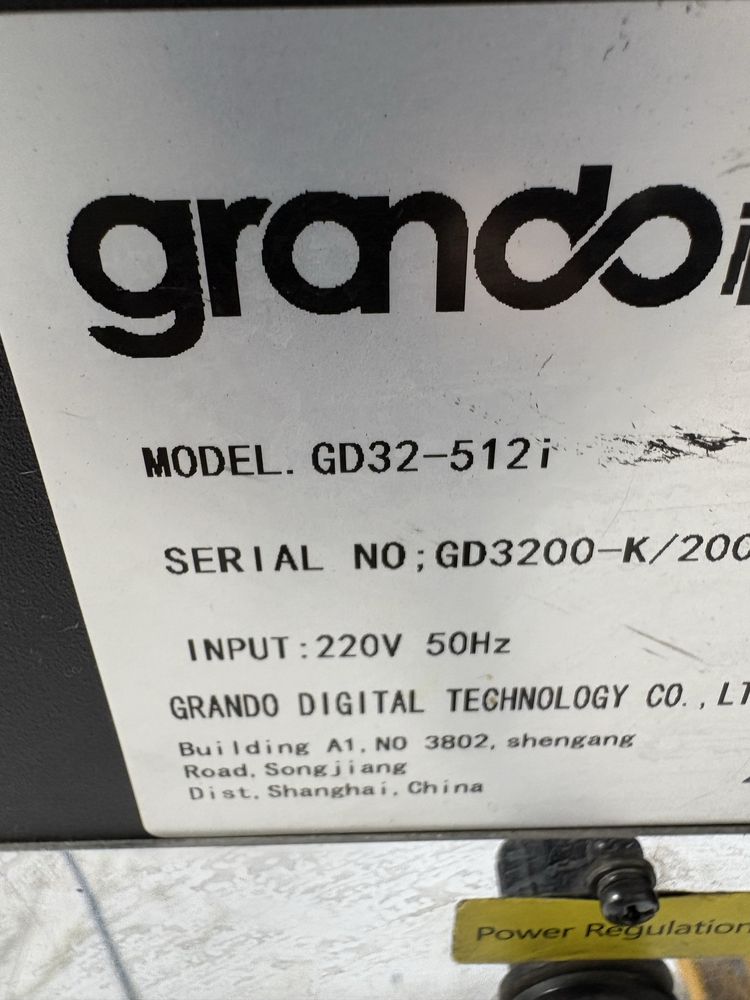 grando
MODEL. GD32-512i
SERIAL NO;GD3200-K/200
INPUT:220V 50Hz
GRANDO DIGITAL TECHNOLOGY CO.,LT
Building A1, NO 3802, shengang
Road, Songjiang
Dist. Shanghai, China
Power Regulation